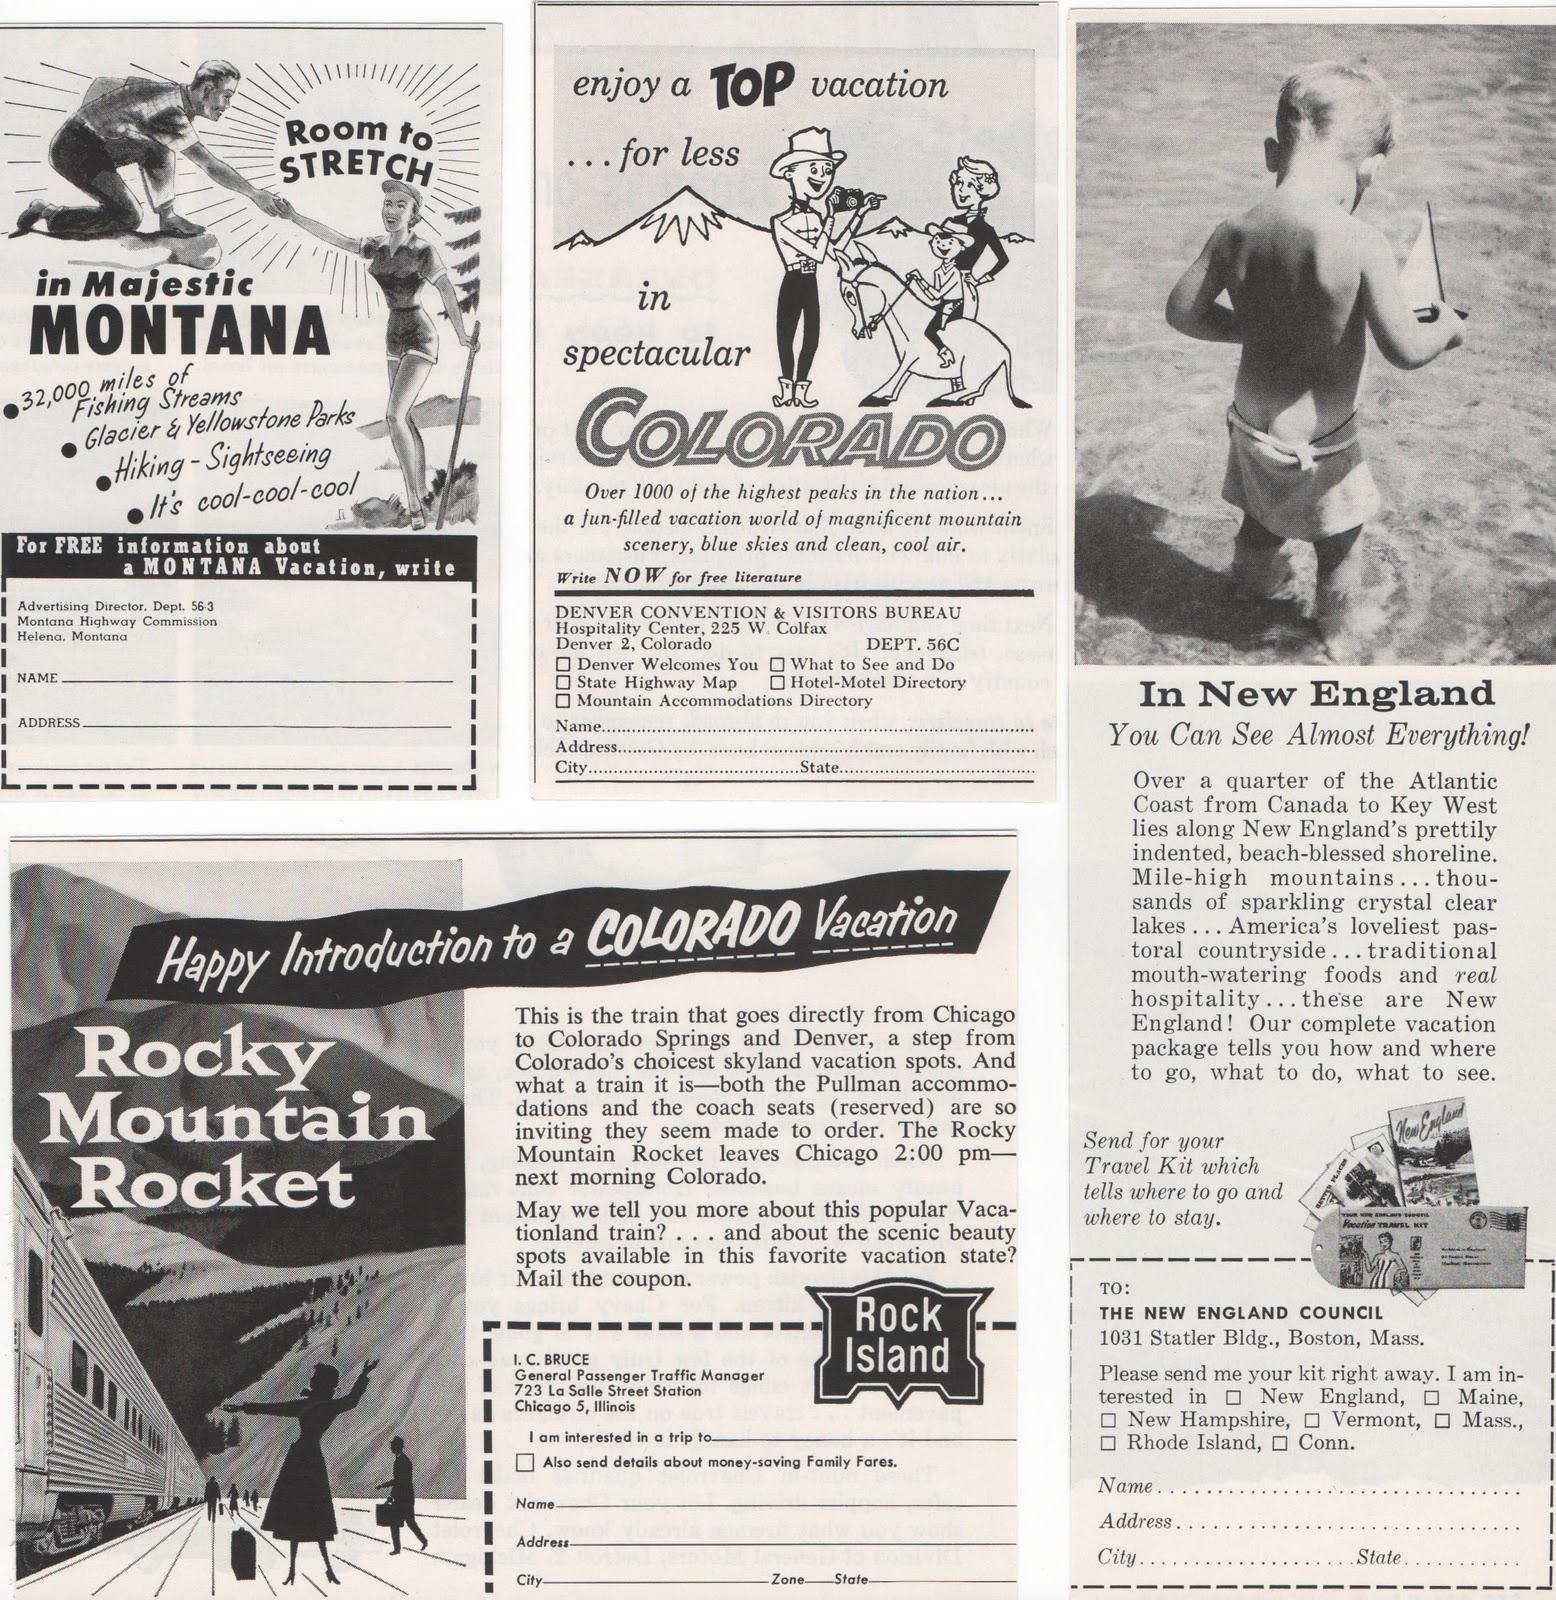 Room to
STRETCH
in Majestic
MONTANA
• 32,000 miles of
Fishing Streams
• Glacier & Yellowstone Parks
• Hiking - Sightseeing
• It's cool-cool-cool
For FREE information about
a MONTANA Vacation, write
Advertising Director, Dept. 56-3
Montana Highway Commission
Helena, Montana
NAME
ADDRESS
enjoy a TOP vacation
...for less
in
spectacular
COLORADO
Over 1000 of the highest peaks in the nation...
a fun-filled vacation world of magnificent mountain
scenery, blue skies and clean, cool air.
Write NOW for free literature
DENVER CONVENTION & VISITORS BUREAU
Hospitality Center, 225 W. Colfax
Denver 2, Colorado DEPT. 56C
☐ Denver Welcomes You ☐ What to See and Do
☐ State Highway Map ☐ Hotel-Motel Directory
☐ Mountain Accommodations Directory
Name
Address
City State
In New England
You Can See Almost Everything!
Over a quarter of the Atlantic
Coast from Canada to Key West
lies along New England's prettily
indented, beach-blessed shoreline.
Mile-high mountains...thou-
sands of sparkling crystal clear
lakes...America's loveliest pas-
toral countryside...traditional
mouth-watering foods and real
hospitality...these are New
England! Our complete vacation
package tells you how and where
to go, what to do, what to see.
Send for your
Travel Kit which
tells where to go and
where to stay.
New England
Vacation TRAVEL KIT
TO:
THE NEW ENGLAND COUNCIL
1031 Statler Bldg., Boston, Mass.
Please send me your kit right away. I am in-
terested in ☐ New England, ☐ Maine,
☐ New Hampshire, ☐ Vermont, ☐ Mass.,
☐ Rhode Island, ☐ Conn.
Name
Address
City State
Happy Introduction to a COLORADO Vacation
Rocky
Mountain
Rocket
This is the train that goes directly from Chicago
to Colorado Springs and Denver, a step from
Colorado's choicest skyland vacation spots. And
what a train it is—both the Pullman accommo-
dations and the coach seats (reserved) are so
inviting they seem made to order. The Rocky
Mountain Rocket leaves Chicago 2:00 pm—
next morning Colorado.
May we tell you more about this popular Vaca-
tionland train? . . . and about the scenic beauty
spots available in this favorite vacation state?
Mail the coupon.
Rock
Island
I. C. BRUCE
General Passenger Traffic Manager
723 La Salle Street Station
Chicago 5, Illinois
I am interested in a trip to
☐ Also send details about money-saving Family Fares.
Name
Address
City Zone State